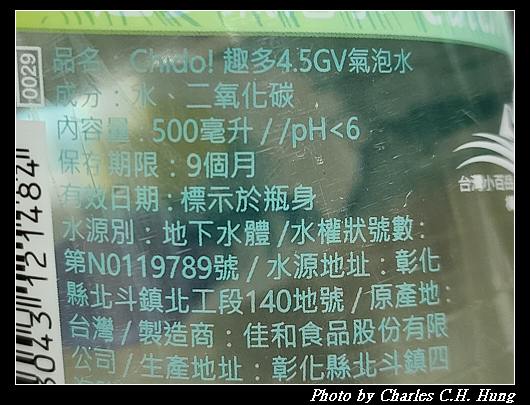 品名：Chido! 趣多4.5GV氣泡水
成分：水、二氧化碳
內容量：500毫升 / /pH<6
保存期限：9個月
有效日期：標示於瓶身
水源別：地下水體 / 水權狀號數：
第N0119789號 / 水源地址：彰化
縣北斗鎮北工段140地號 / 原產地：
台灣 / 製造商：佳和食品股份有限
公司 / 生產地址：彰化縣北斗鎮四
0029
台灣小百品
Photo by Charles C.H. Hung